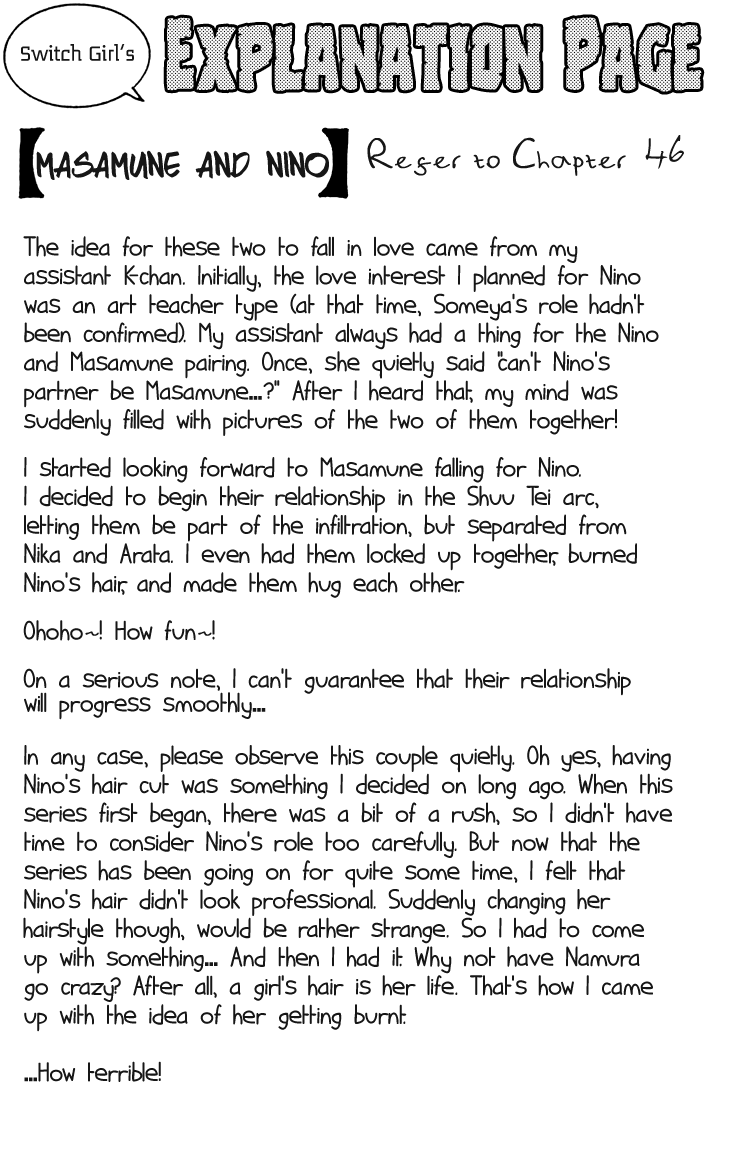 Switch Girl's
EXPLANATION PAGE
【MASAMUNE AND NINO】 Refer to Chapter 46
The idea for these two to fall in love came from my
assistant K-chan. Initially, the love interest I planned for Nino
was an art teacher type (at that time, Someya's role hadn't
been confirmed). My assistant always had a thing for the Nino
and Masamune pairing. Once, she quietly said "can't Nino's
partner be Masamune...?" After I heard that, my mind was
suddenly filled with pictures of the two of them together!
I started looking forward to Masamune falling for Nino.
I decided to begin their relationship in the Shuu Tei arc,
letting them be part of the infiltration, but separated from
Nika and Arata. I even had them locked up together, burned
Nino's hair, and made them hug each other.
Ohoho~! How fun~!
On a serious note, I can't guarantee that their relationship
will progress smoothly...
In any case, please observe this couple quietly. Oh yes, having
Nino's hair cut was something I decided on long ago. When this
series first began, there was a bit of a rush, so I didn't have
time to consider Nino's role too carefully. But now that the
series has been going on for quite some time, I felt that
Nino's hair didn't look professional. Suddenly changing her
hairstyle though, would be rather strange. So I had to come
up with something... And then I had it. Why not have Namura
go crazy? After all, a girl's hair is her life. That's how I came
up with the idea of her getting burnt.
...How terrible!